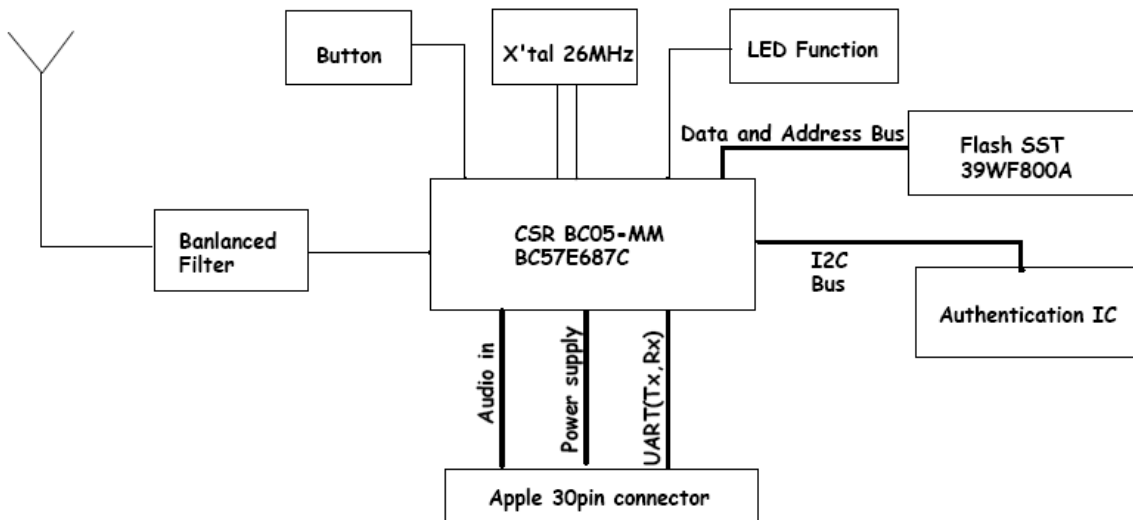 Button
X'tal 26MHz
LED Function
Data and Address Bus
Flash SST
39WF800A
Banlanced
Filter
CSR BC05-MM
BC57E687C
I2C
Bus
Authentication IC
Audio in
Power supply
UART(Tx,Rx)
Apple 30pin connector